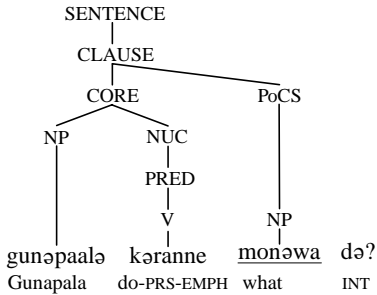 SENTENCE
CLAUSE
CORE PoCS
NP NUC
PRED
V NP
gunəpaalə kəranne monəwa də?
Gunapala do-PRS-EMPH what INT